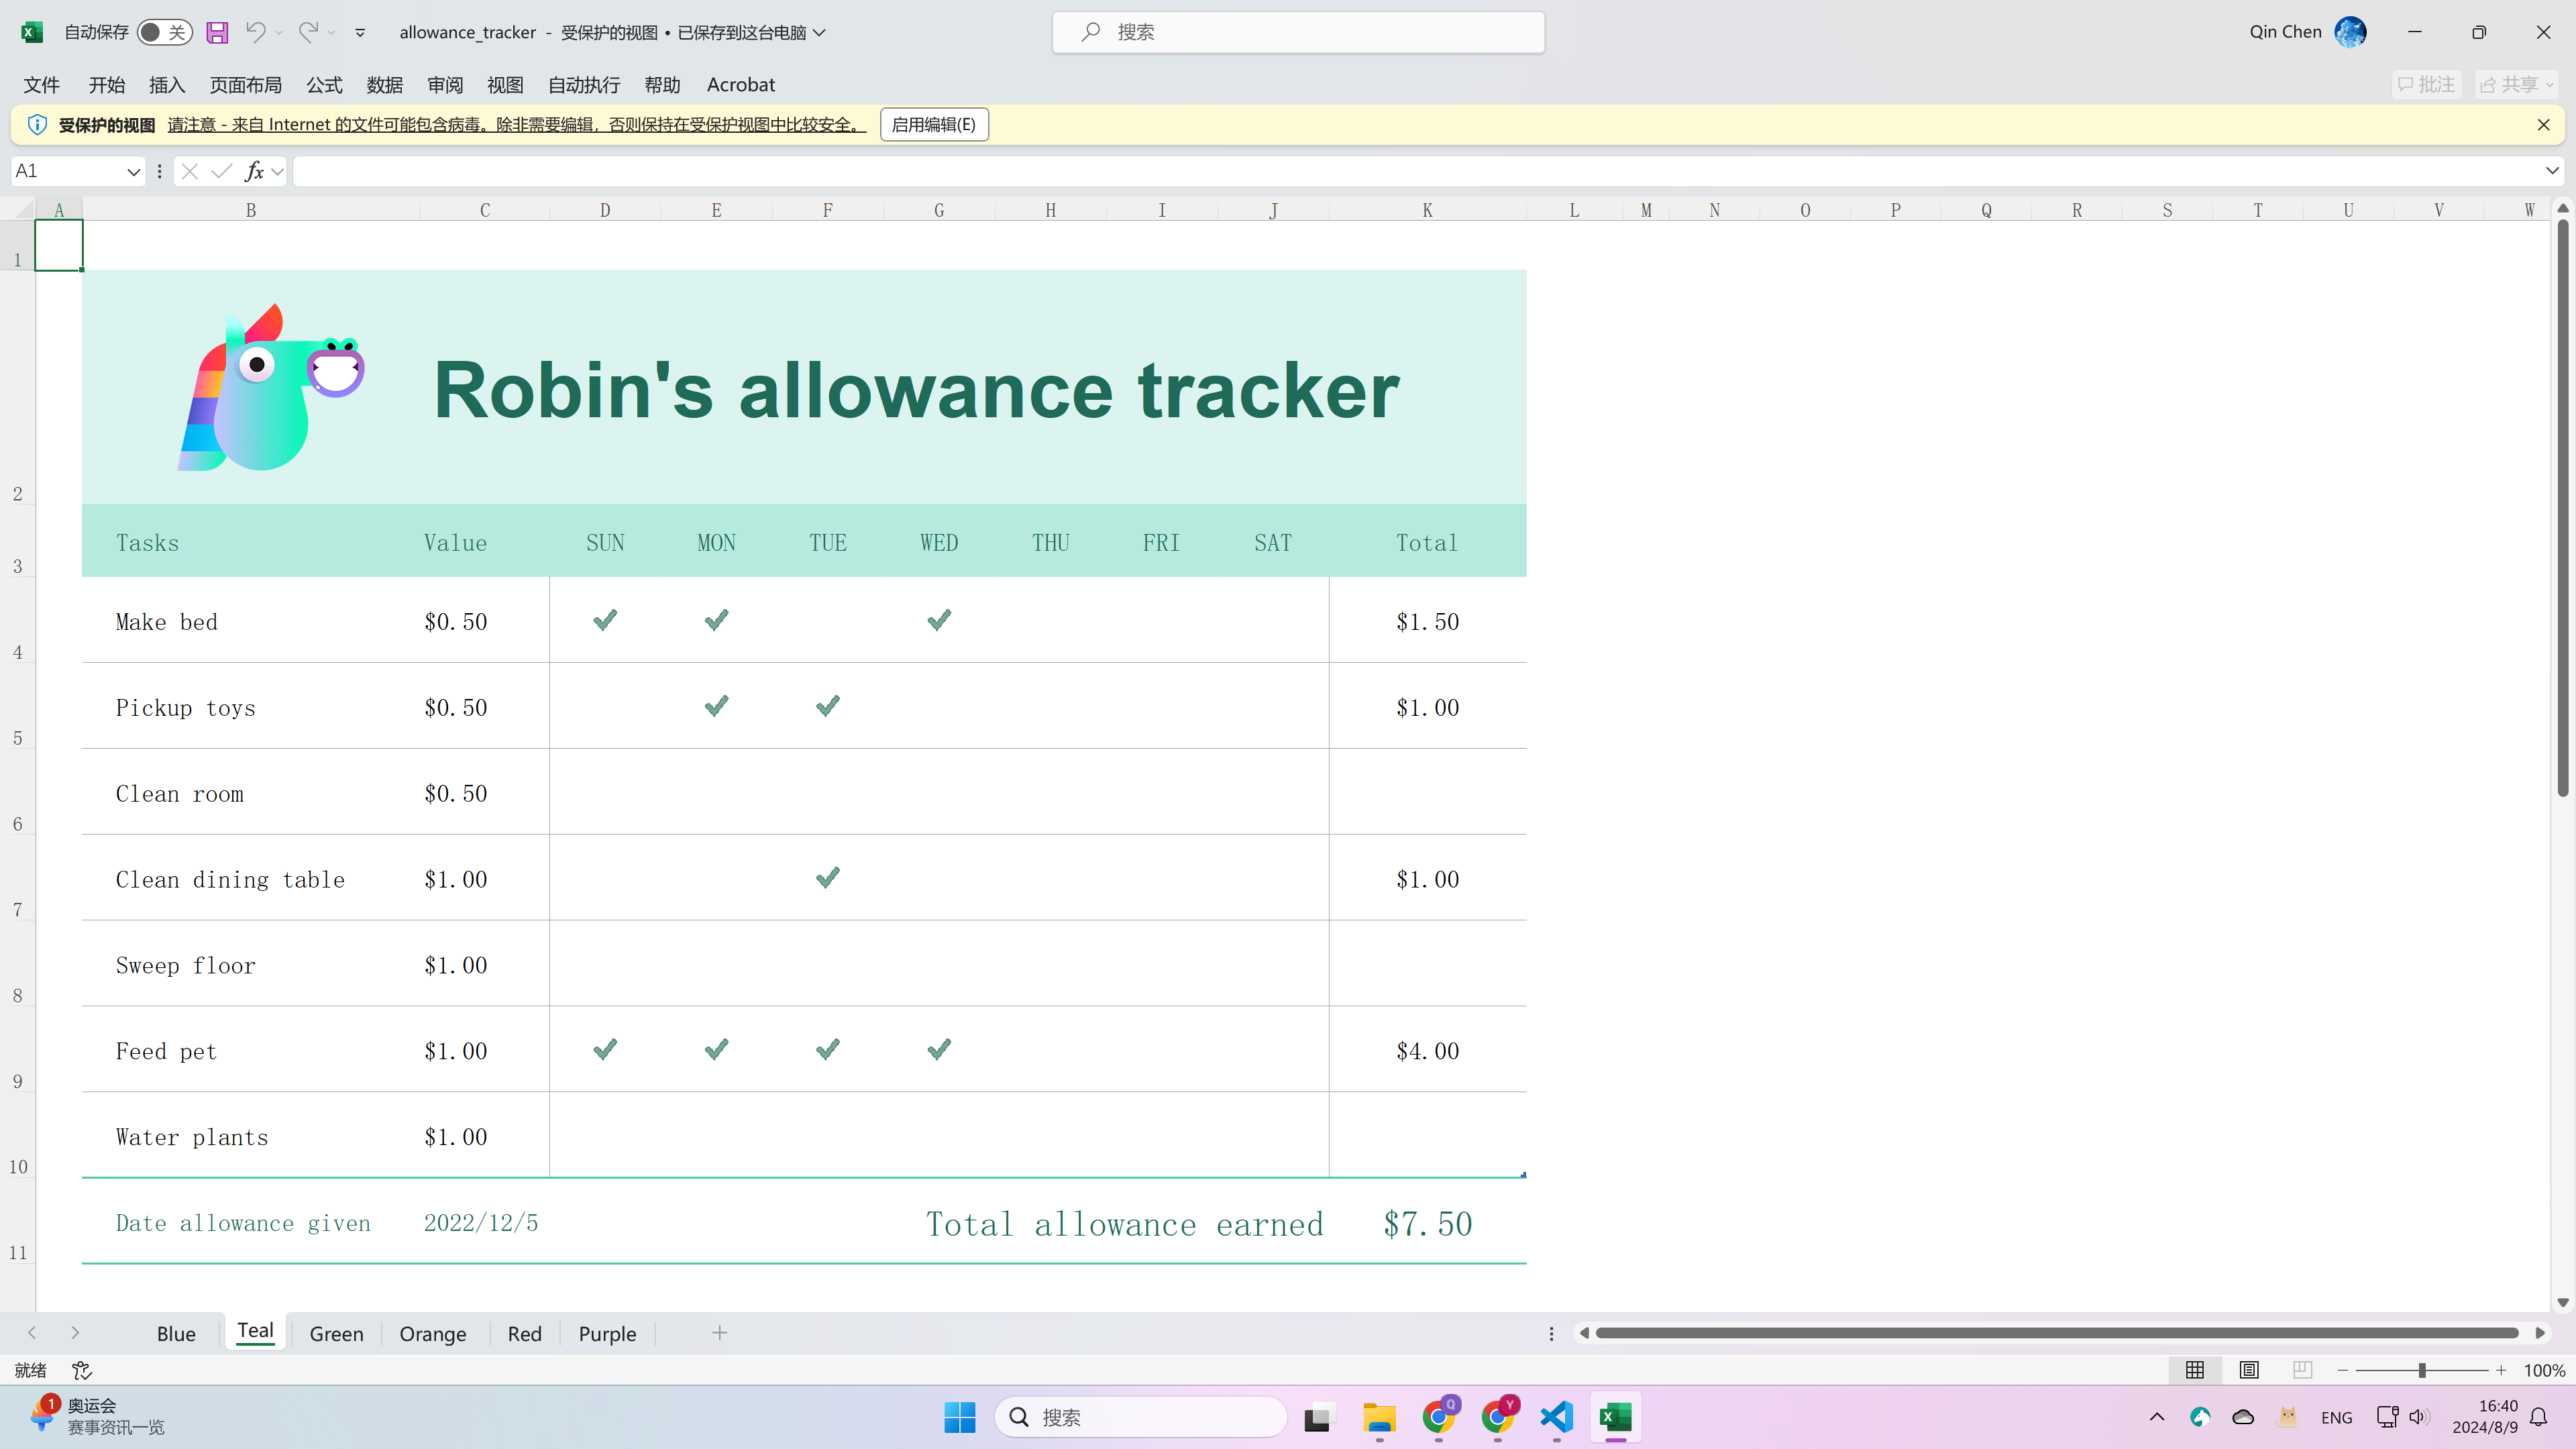 自动保存 关 allowance_tracker - 受保护的视图 • 已保存到这台电脑 搜索 Qin Chen
文件 开始 插入 页面布局 公式 数据 审阅 视图 自动执行 帮助 Acrobat 批注 共享
受保护的视图 请注意 - 来自 Internet 的文件可能包含病毒。除非需要编辑，否则保持在受保护视图中比较安全。 启用编辑(E)
A1 fx
A B C D E F G H I J K L M N O P Q R S T U V W
1
Robin's allowance tracker
2
Tasks Value SUN MON TUE WED THU FRI SAT Total
3
Make bed $0.50 $1.50
4
Pickup toys $0.50 $1.00
5
Clean room $0.50
6
Clean dining table $1.00 $1.00
7
Sweep floor $1.00
8
Feed pet $1.00 $4.00
9
Water plants $1.00
10
Date allowance given 2022/12/5 Total allowance earned $7.50
11
Blue Teal Green Orange Red Purple
就绪 100%
1 奥运会
赛事资讯一览
搜索 Q Y ENG 16:40
2024/8/9